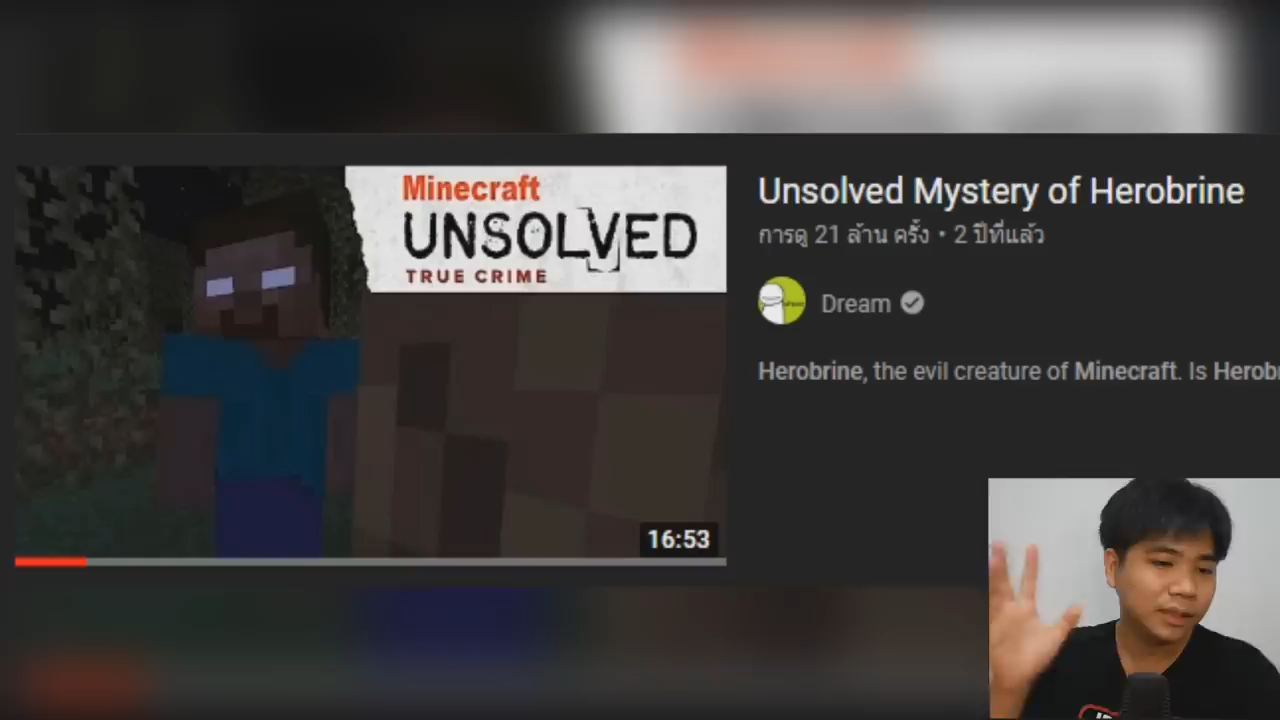 Minecraft
UNSOLVED
TRUE CRIME
16:53
Unsolved Mystery of Herobrine
การดู 21 ล้าน ครั้ง • 2 ปีที่แล้ว
Dream
Herobrine, the evil creature of Minecraft. Is